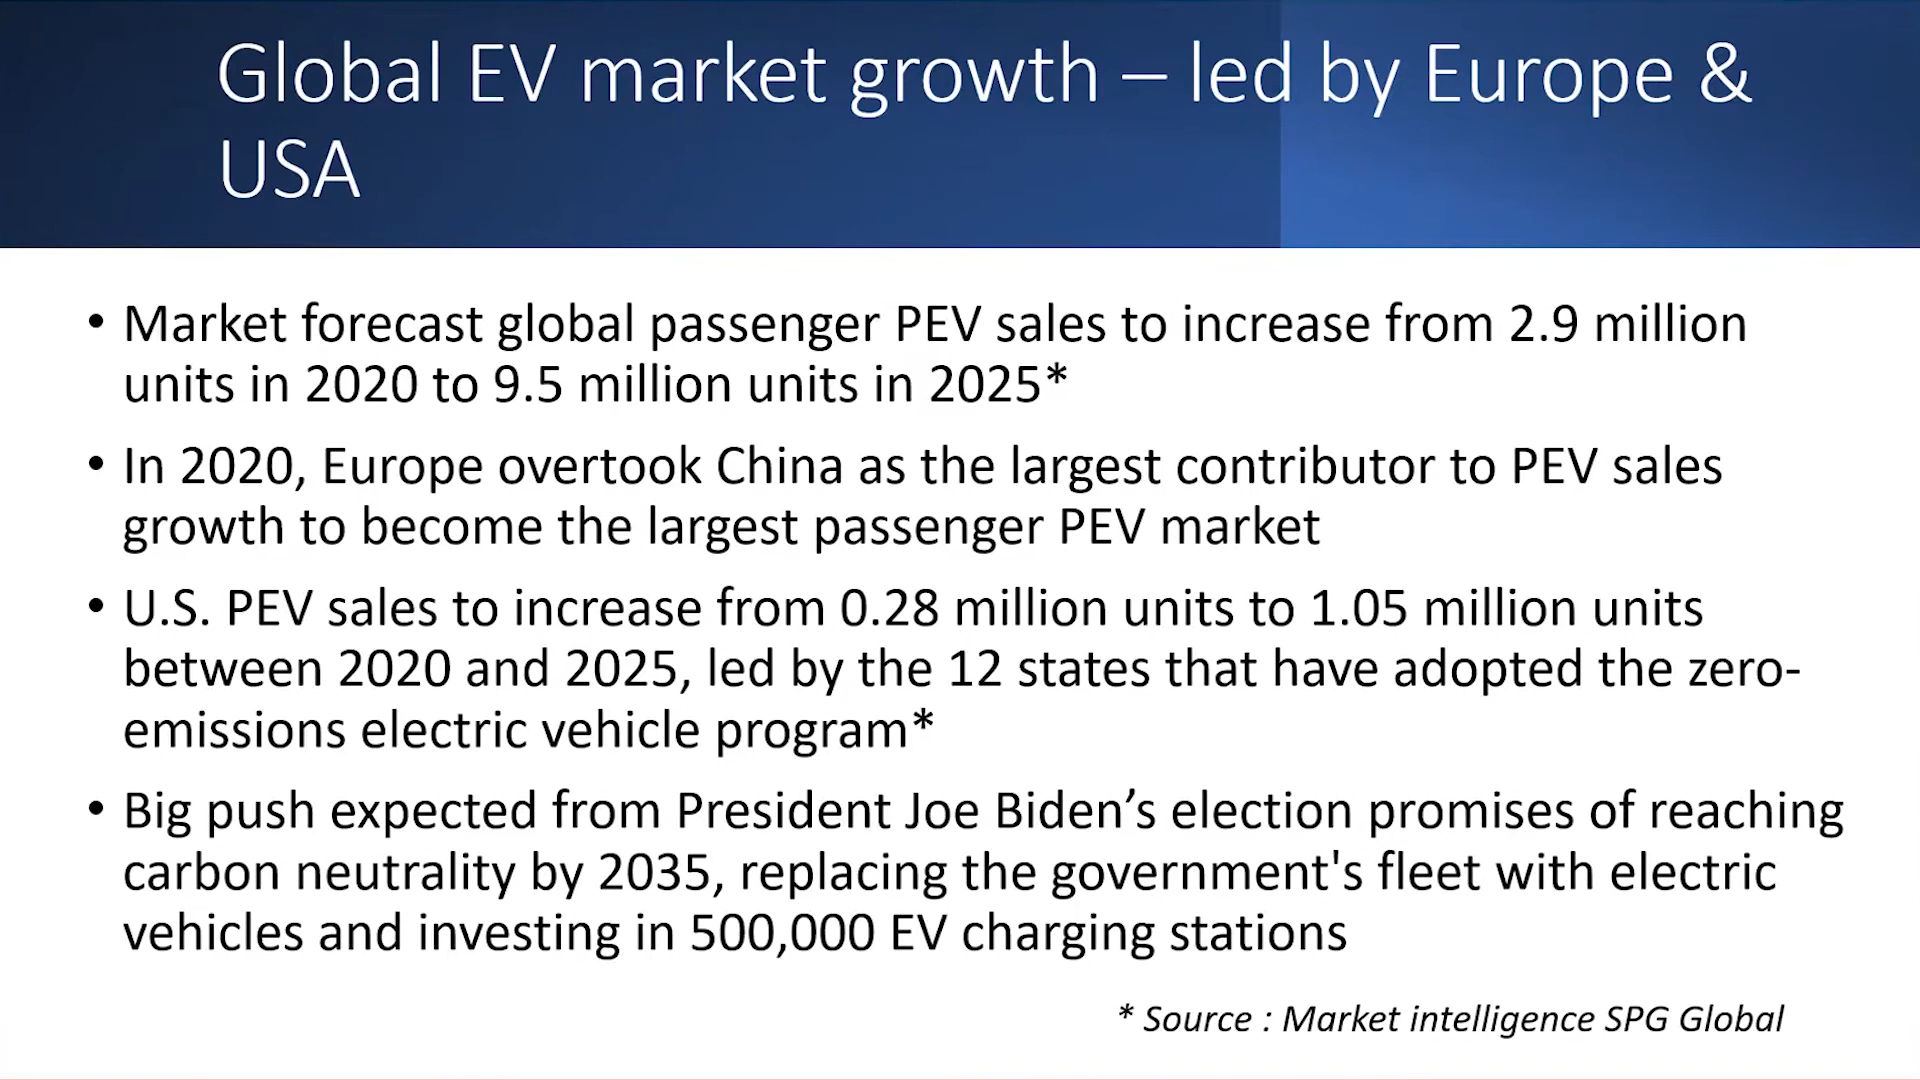 Global EV market growth – led by Europe &
USA
• Market forecast global passenger PEV sales to increase from 2.9 million
units in 2020 to 9.5 million units in 2025*
• In 2020, Europe overtook China as the largest contributor to PEV sales
growth to become the largest passenger PEV market
• U.S. PEV sales to increase from 0.28 million units to 1.05 million units
between 2020 and 2025, led by the 12 states that have adopted the zero-
emissions electric vehicle program*
• Big push expected from President Joe Biden’s election promises of reaching
carbon neutrality by 2035, replacing the government's fleet with electric
vehicles and investing in 500,000 EV charging stations
* Source : Market intelligence SPG Global